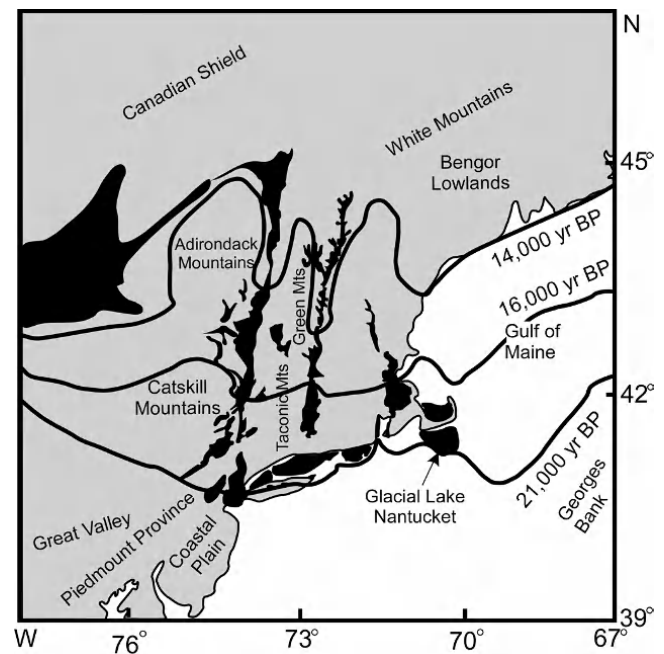 N
Canadian Shield
White Mountains
Bengor
Lowlands
45°
Adirondack
Mountains
Green Mts
14,000 yr BP
16,000 yr BP
Gulf of
Maine
Catskill
Mountains
Taconic Mts
42°
21,000 yr BP
Georges
Bank
Glacial Lake
Nantucket
Great Valley
Piedmount Province
Coastal
Plain
39°
W
76°
73°
70°
67°